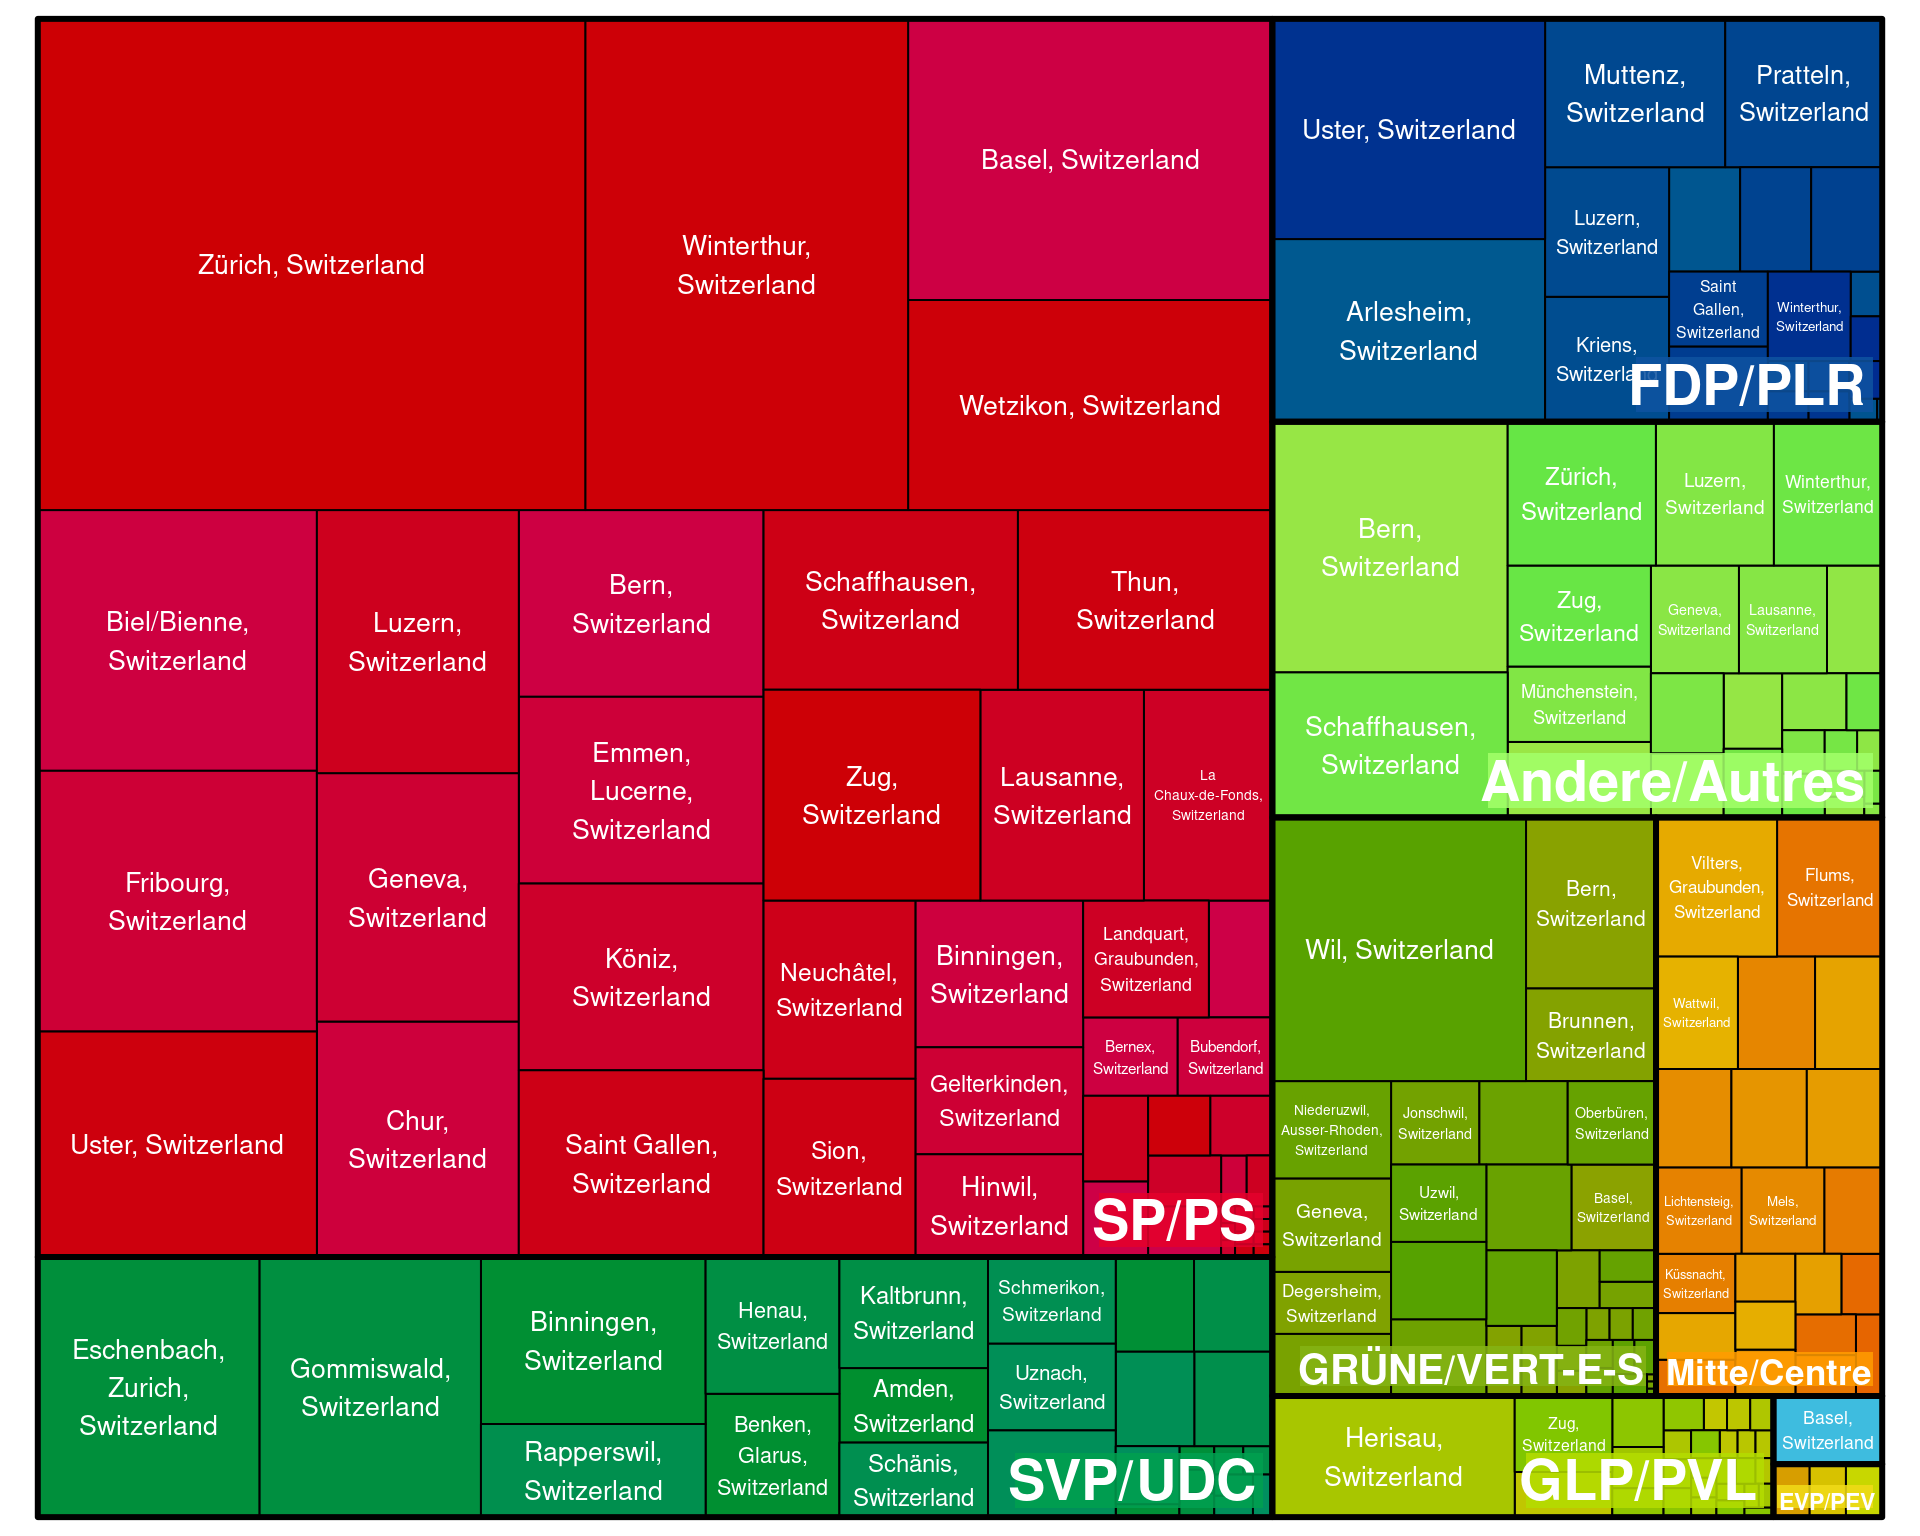 Zürich, Switzerland
Winterthur,
Switzerland
Basel, Switzerland
Wetzikon, Switzerland
Biel/Bienne,
Switzerland
Fribourg,
Switzerland
Uster, Switzerland
Luzern,
Switzerland
Geneva,
Switzerland
Chur,
Switzerland
Bern,
Switzerland
Emmen,
Lucerne,
Switzerland
Köniz,
Switzerland
Saint Gallen,
Switzerland
Schaffhausen,
Switzerland
Thun,
Switzerland
Zug,
Switzerland
Lausanne,
Switzerland
La
Chaux-de-Fonds,
Switzerland
Neuchâtel,
Switzerland
Sion,
Switzerland
Binningen,
Switzerland
Gelterkinden,
Switzerland
Hinwil,
Switzerland
Landquart,
Graubunden,
Switzerland
Bernex,
Switzerland
Bubendorf,
Switzerland
SP/PS
Eschenbach,
Zurich,
Switzerland
Gommiswald,
Switzerland
Binningen,
Switzerland
Rapperswil,
Switzerland
Henau,
Switzerland
Benken,
Glarus,
Switzerland
Kaltbrunn,
Switzerland
Amden,
Switzerland
Schänis,
Switzerland
Schmerikon,
Switzerland
Uznach,
Switzerland
SVP/UDC
Uster, Switzerland
Arlesheim,
Switzerland
Muttenz,
Switzerland
Pratteln,
Switzerland
Luzern,
Switzerland
Kriens,
Switzerland
Saint
Gallen,
Switzerland
Winterthur,
Switzerland
FDP/PLR
Bern,
Switzerland
Schaffhausen,
Switzerland
Zürich,
Switzerland
Luzern,
Switzerland
Winterthur,
Switzerland
Zug,
Switzerland
Geneva,
Switzerland
Lausanne,
Switzerland
Münchenstein,
Switzerland
Andere/Autres
Wil, Switzerland
Bern,
Switzerland
Brunnen,
Switzerland
Niederuzwil,
Ausser-Rhoden,
Switzerland
Jonschwil,
Switzerland
Oberbüren,
Switzerland
Geneva,
Switzerland
Uzwil,
Switzerland
Basel,
Switzerland
Degersheim,
Switzerland
GRÜNE/VERT-E-S
Vilters,
Graubunden,
Switzerland
Flums,
Switzerland
Wattwil,
Switzerland
Lichtensteig,
Switzerland
Mels,
Switzerland
Küssnacht,
Switzerland
Mitte/Centre
Herisau,
Switzerland
Zug,
Switzerland
GLP/PVL
Basel,
Switzerland
EVP/PEV